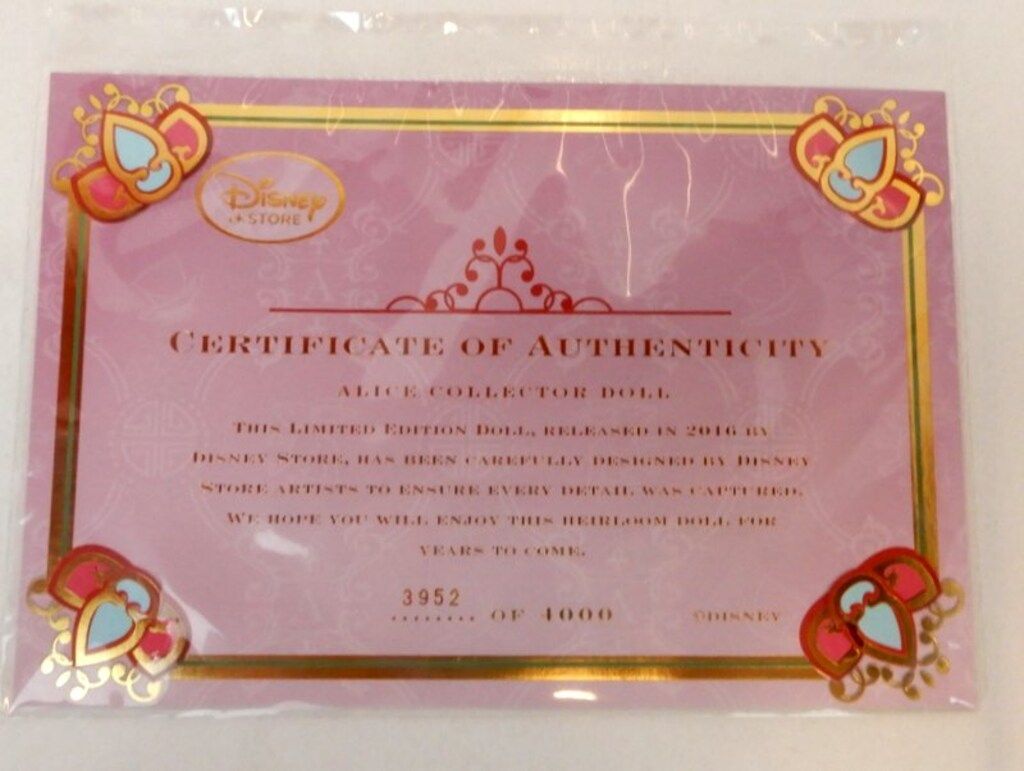 Disney
STORE
CERTIFICATE OF AUTHENTICITY
ALICE COLLECTOR DOLL
THIS LIMITED EDITION DOLL, RELEASED IN 2016 BY
DISNEY STORE, HAS BEEN CAREFULLY DESIGNED BY DISNEY
STORE ARTISTS TO ENSURE EVERY DETAIL WAS CAPTURED.
WE HOPE YOU WILL ENJOY THIS HEIRLOOM DOLL FOR
YEARS TO COME.
3952
........ OF 4000 ©DISNEY